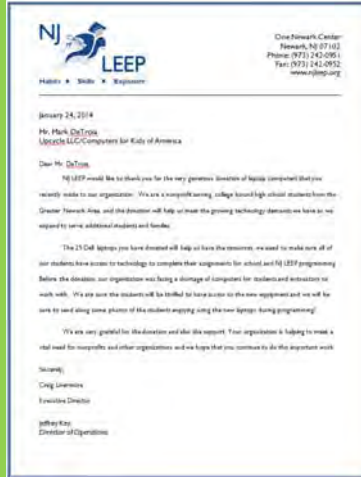 NJ
LEEP
Habits ★ Skills ★ Exposure
One Newark Center
Newark, NJ 07102
Phone: (973) 242-0951
Fax: (973) 242-0952
www.njleep.org
January 24, 2014
Mr. Mark DeTroia
Upcycle LLC/Computers for Kids of America
Dear Mr. DeTroia,
NJ LEEP would like to thank you for the very generous donation of laptop computers that you
recently made to our organization. We are a nonprofit serving college bound high school students from the
Greater Newark Area, and the donation will help us meet the growing technology demands we have as we
expand to serve additional students and families.
The 25 Dell laptops you have donated will help us have the resources we need to make sure all of
our students have access to technology to complete their assignments for school and NJ LEEP programming.
Before the donation, our organization was facing a shortage of computers for students and instructors to
work with. We are sure the students will be thrilled to have access to the new equipment and we will be
sure to send along some photos of the students enjoying using the new laptops during programming!
We are very grateful for the donation and also the support. Your organization is helping to meet a
vital need for nonprofits and other organizations and we hope that you continue to do this important work.
Sincerely,
Craig Livermore
Executive Director
Jeffrey Kay
Director of Operations